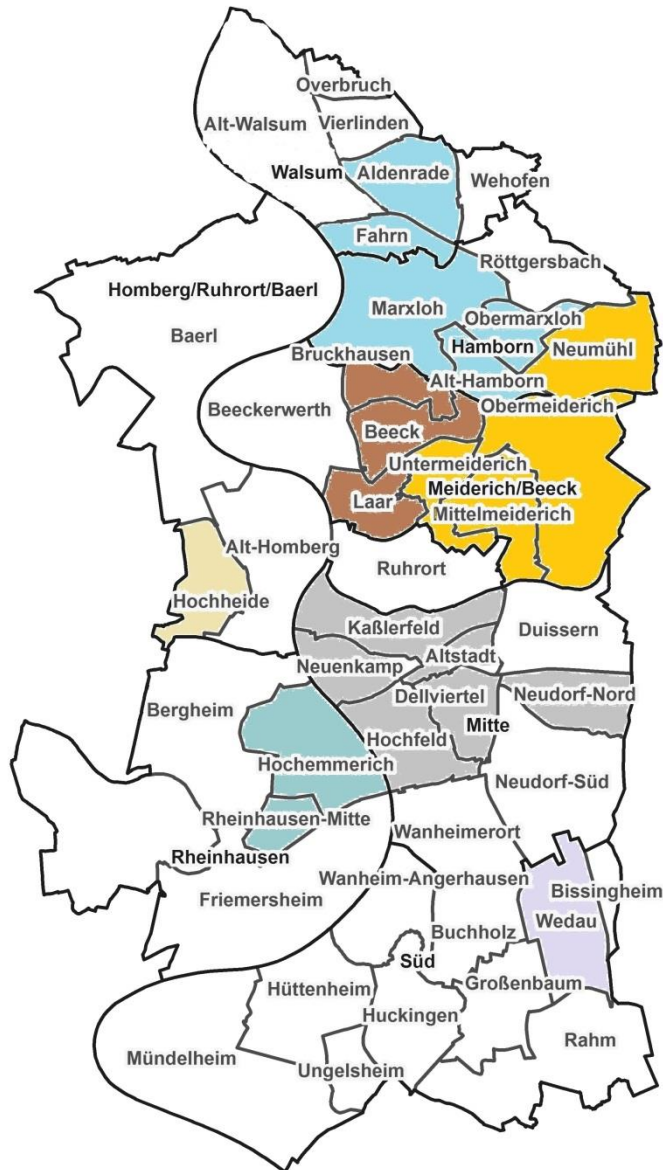 Overbruch
Alt-Walsum
Vierlinden
Walsum
Aldenrade
Wehofen
Fahrn
Röttgersbach
Homberg/Ruhrort/Baerl
Marxloh
Obermarxloh
Baerl
Hamborn
Neumühl
Bruckhausen
Alt-Hamborn
Beeckerwerth
Obermeiderich
Beeck
Untermeiderich
Meiderich/Beeck
Laar
Mittelmeiderich
Alt-Homberg
Ruhrort
Hochheide
Kaßlerfeld
Duissern
Altstadt
Neuenkamp
Dellviertel
Neudorf-Nord
Bergheim
Mitte
Hochfeld
Hochemmerich
Neudorf-Süd
Rheinhausen-Mitte
Wanheimerort
Rheinhausen
Wanheim-Angerhausen
Bissingheim
Friemersheim
Wedau
Buchholz
Süd
Großenbaum
Hüttenheim
Huckingen
Rahm
Mündelheim
Ungelsheim